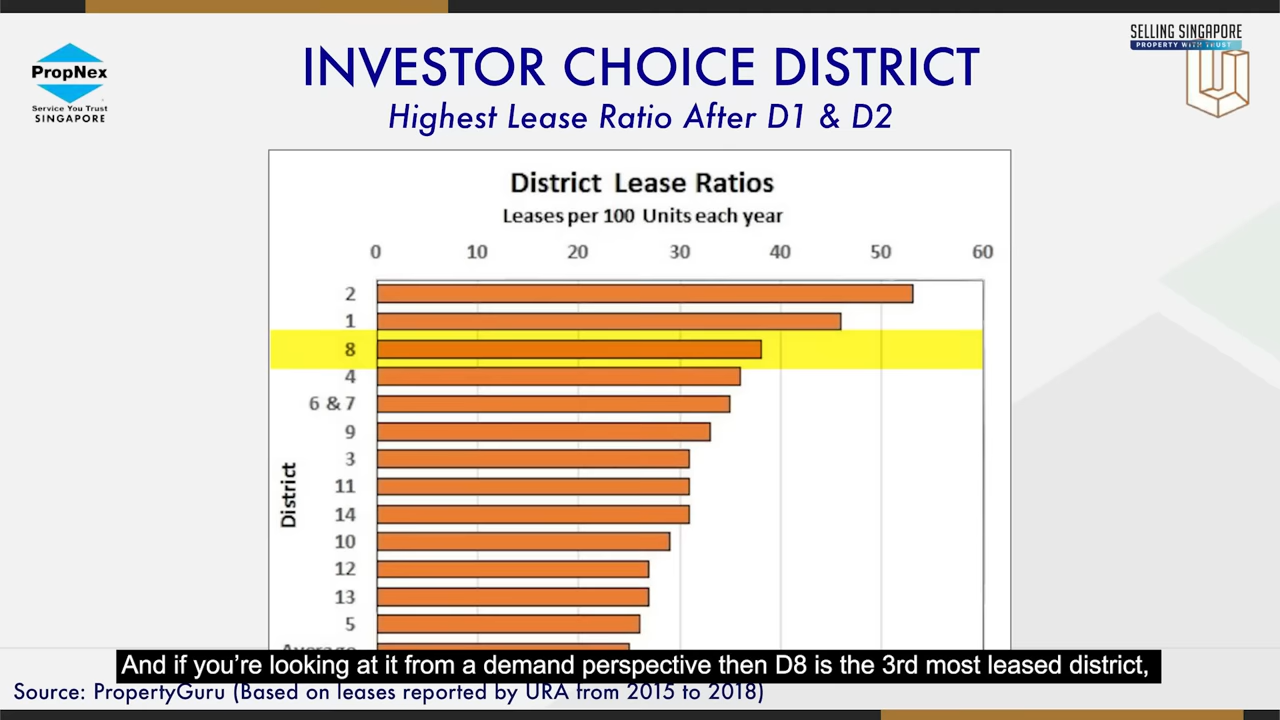 PropNex
Service You Trust
SINGAPORE
INVESTOR CHOICE DISTRICT
Highest Lease Ratio After D1 & D2
SELLING SINGAPORE
PROPERTY WITH TRUST
District Lease Ratios
Leases per 100 Units each year
0 10 20 30 40 50 60
2
1
8
4
6 & 7
9
3
11
14
10
12
13
5
Average
District
And if you're looking at it from a demand perspective then D8 is the 3rd most leased district,
Source: PropertyGuru (Based on leases reported by URA from 2015 to 2018)